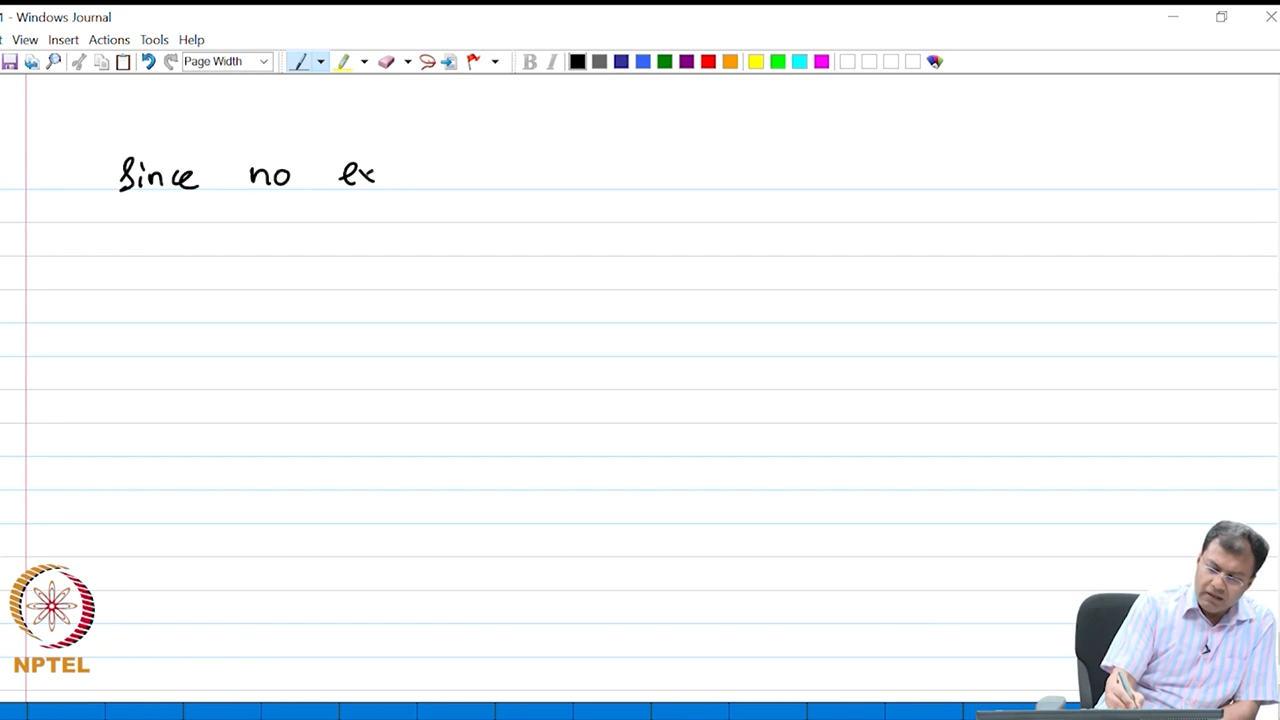 1 - Windows Journal
t View Insert Actions Tools Help
Page Width
B I
Since no ex
NPTEL